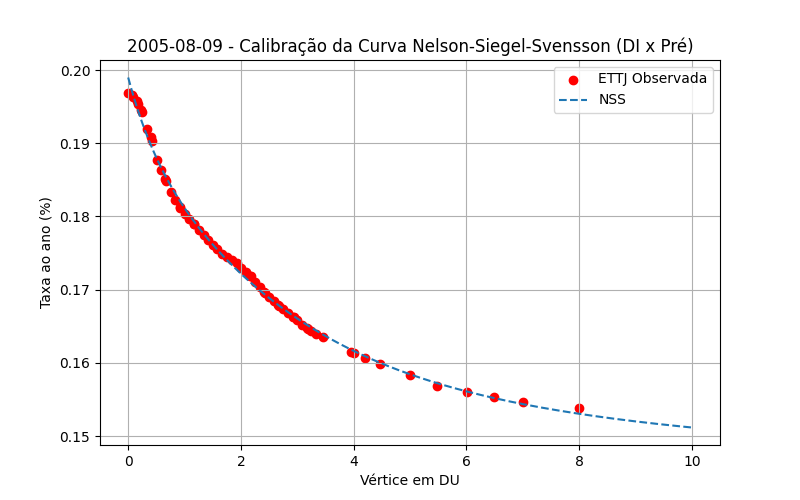 2005-08-09 - Calibração da Curva Nelson-Siegel-Svensson (DI x Pré)
ETTJ Observada
NSS
Taxa ao ano (%)
0.20
0.19
0.18
0.17
0.16
0.15
0 2 4 6 8 10
Vértice em DU